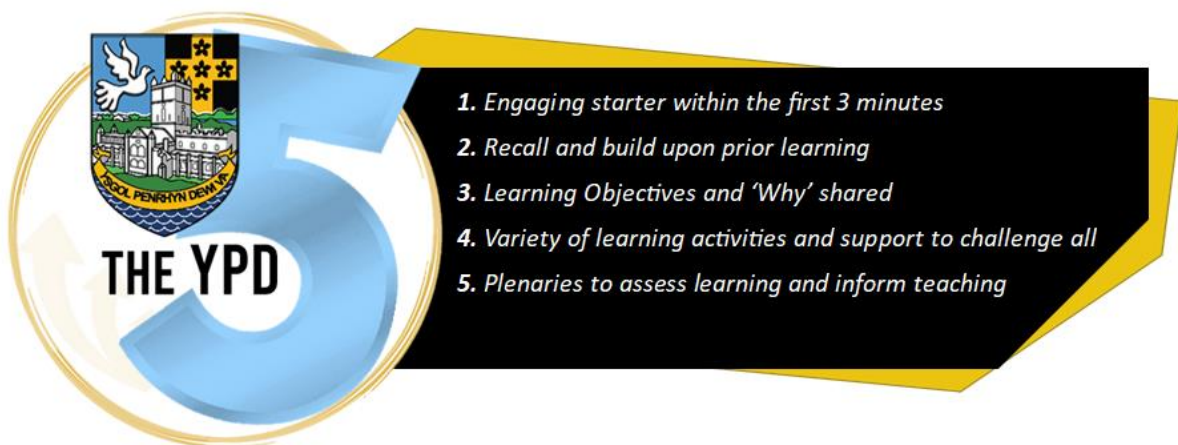 YSGOL PENRHYN DEWI VA
THE YPD
5
1. Engaging starter within the first 3 minutes
2. Recall and build upon prior learning
3. Learning Objectives and ‘Why’ shared
4. Variety of learning activities and support to challenge all
5. Plenaries to assess learning and inform teaching